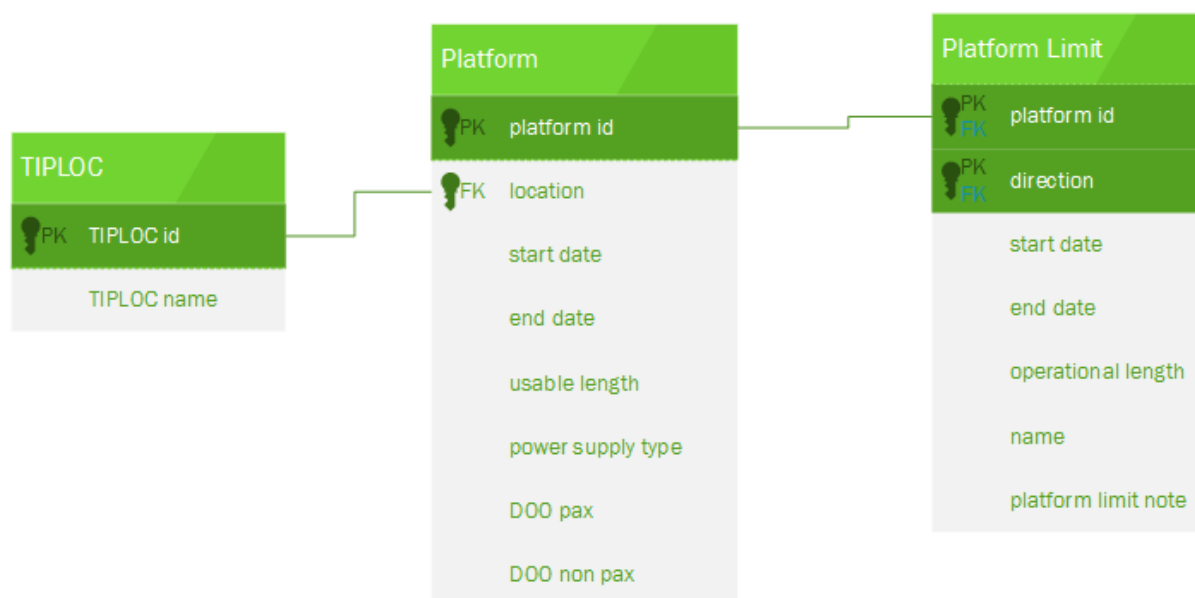 TIPLOC
PK TIPLOC id
TIPLOC name
Platform
PK platform id
FK location
start date
end date
usable length
power supply type
DOO pax
DOO non pax
Platform Limit
PK
FK platform id
PK
FK direction
start date
end date
operational length
name
platform limit note